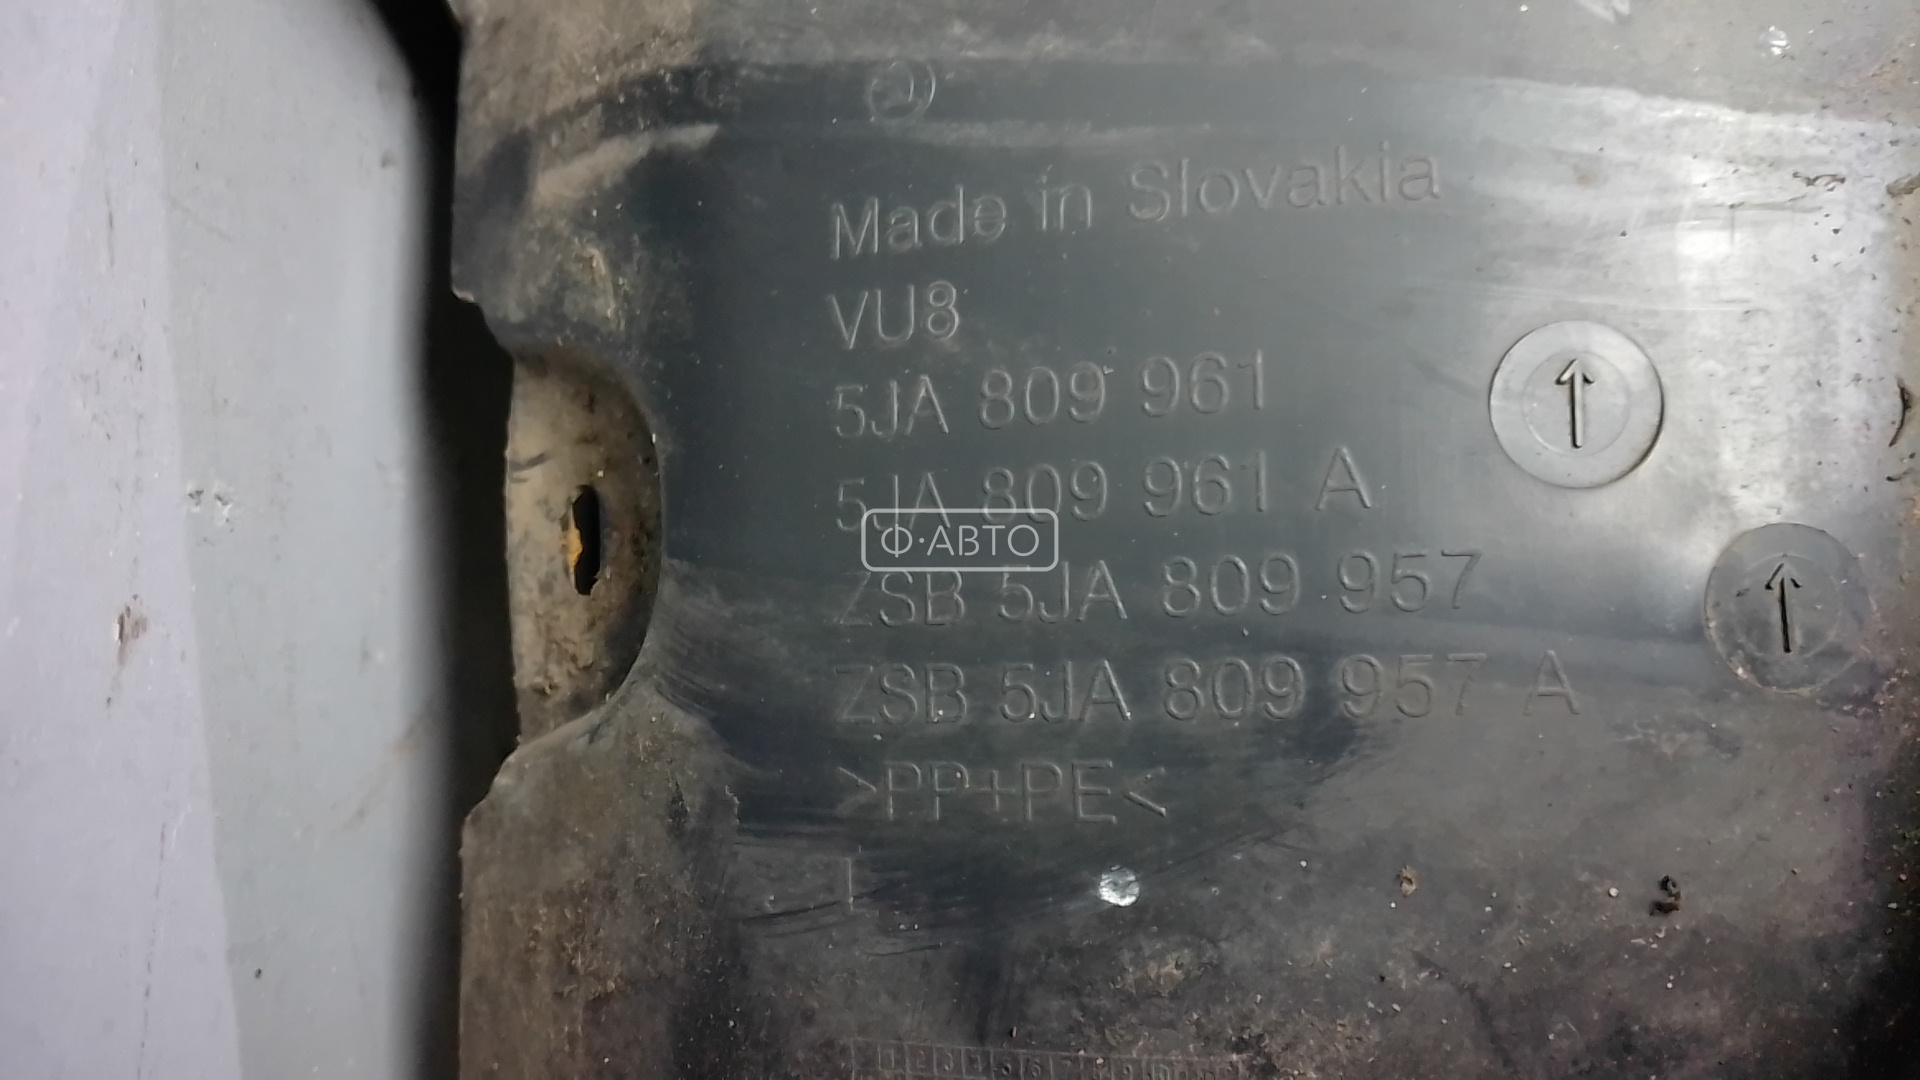 Made in Slovakia
VU8
5JA 809 961
5JA 809 961 A
Ф·АВТО
ZSB 5JA 809 957
ZSB 5JA 809 957 A
>PP+PE<